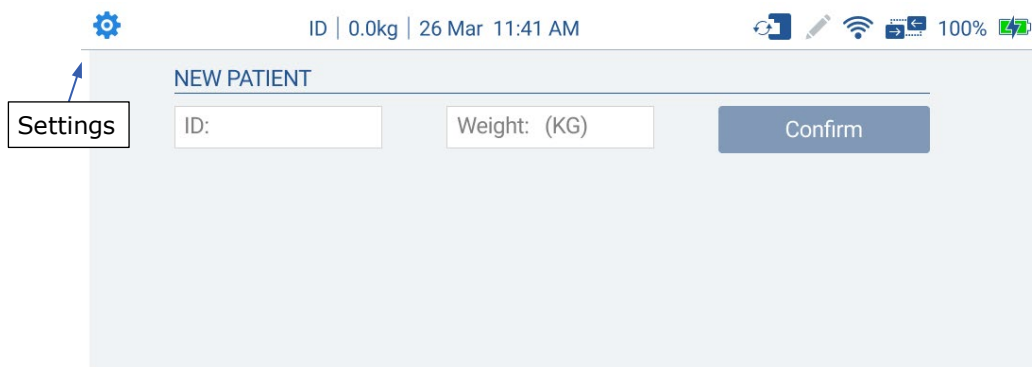 ID | 0.0kg | 26 Mar 11:41 AM 100%
NEW PATIENT
Settings
ID: Weight: (KG) Confirm